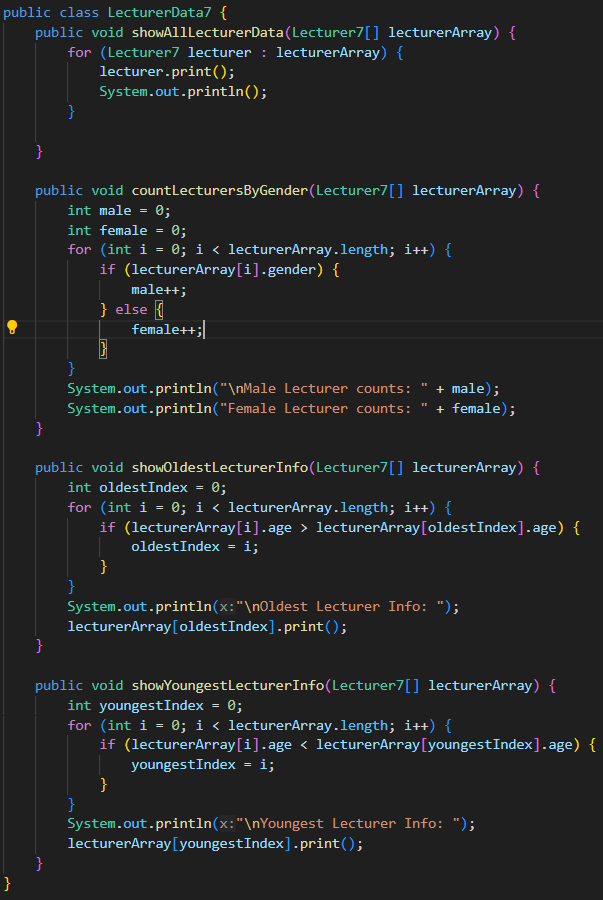 public class LecturerData7 {
    public void showAllLecturerData(Lecturer7[] lecturerArray) {
        for (Lecturer7 lecturer : lecturerArray) {
            lecturer.print();
            System.out.println();
        }

    }

    public void countLecturersByGender(Lecturer7[] lecturerArray) {
        int male = 0;
        int female = 0;
        for (int i = 0; i < lecturerArray.length; i++) {
            if (lecturerArray[i].gender) {
                male++;
            } else {
                female++;
            }
        }
        System.out.println("\nMale Lecturer counts: " + male);
        System.out.println("Female Lecturer counts: " + female);
    }

    public void showOldestLecturerInfo(Lecturer7[] lecturerArray) {
        int oldestIndex = 0;
        for (int i = 0; i < lecturerArray.length; i++) {
            if (lecturerArray[i].age > lecturerArray[oldestIndex].age) {
                oldestIndex = i;
            }
        }
        System.out.println(x:"\nOldest Lecturer Info: ");
        lecturerArray[oldestIndex].print();
    }

    public void showYoungestLecturerInfo(Lecturer7[] lecturerArray) {
        int youngestIndex = 0;
        for (int i = 0; i < lecturerArray.length; i++) {
            if (lecturerArray[i].age < lecturerArray[youngestIndex].age) {
                youngestIndex = i;
            }
        }
        System.out.println(x:"\nYoungest Lecturer Info: ");
        lecturerArray[youngestIndex].print();
    }
}